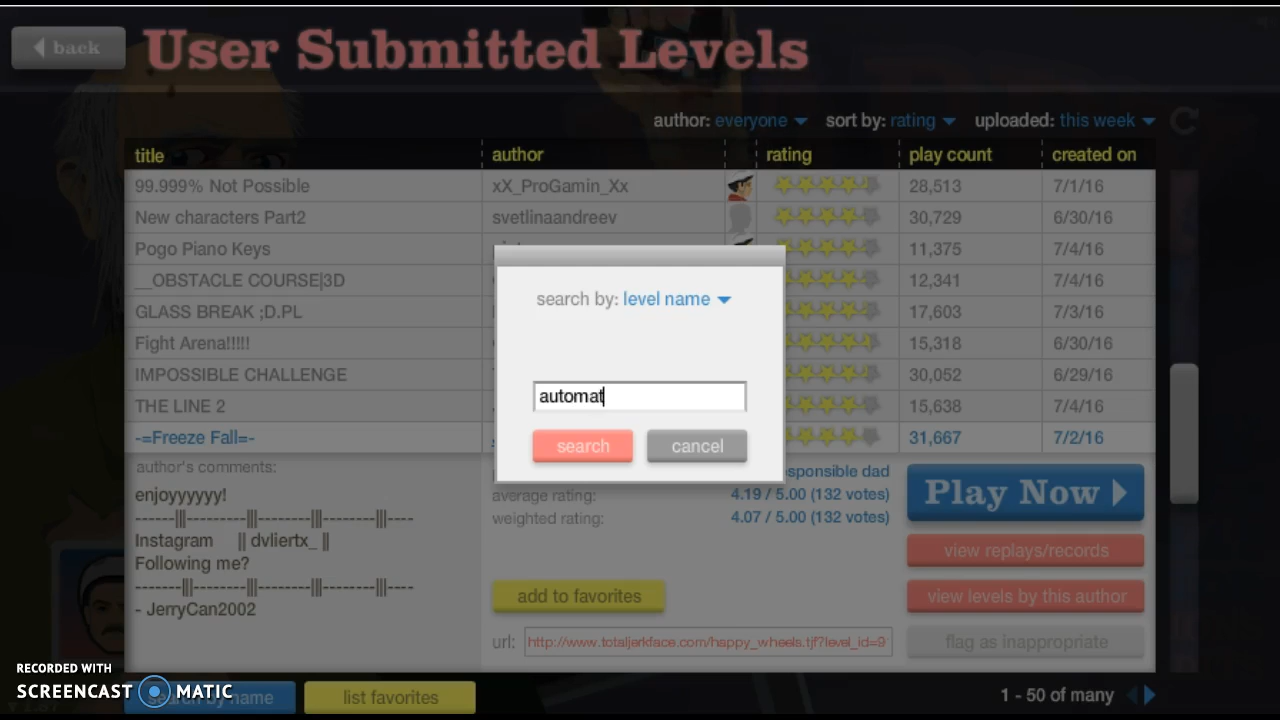 back
User Submitted Levels
author: everyone sort by: rating uploaded: this week
title author rating play count created on
99.999% Not Possible xX_ProGamin_Xx 28,513 7/1/16
New characters Part2 svetlinaandreev 30,729 6/30/16
Pogo Piano Keys 11,375 7/4/16
__OBSTACLE COURSE|3D 12,341 7/4/16
GLASS BREAK ;D.PL 17,603 7/3/16
Fight Arena!!!!! 15,318 6/30/16
IMPOSSIBLE CHALLENGE 30,052 6/29/16
THE LINE 2 15,638 7/4/16
-=Freeze Fall=- 31,667 7/2/16
search by: level name
automat
search cancel
author's comments:
enjoyyyyyy!
------|||--------|||-------|||--------|||----
Instagram || dvliertx_ ||
Following me?
------|||--------|||-------|||--------|||----
- JerryCan2002
sponsible dad
average rating: 4.19 / 5.00 (132 votes)
weighted rating: 4.07 / 5.00 (132 votes)
add to favorites
url: http://www.totaljerkface.com/happy_wheels.tjf?level_id=9
Play Now
view replays/records
view levels by this author
flag as inappropriate
RECORDED WITH
SCREENCAST MATIC
name
list favorites
1 - 50 of many